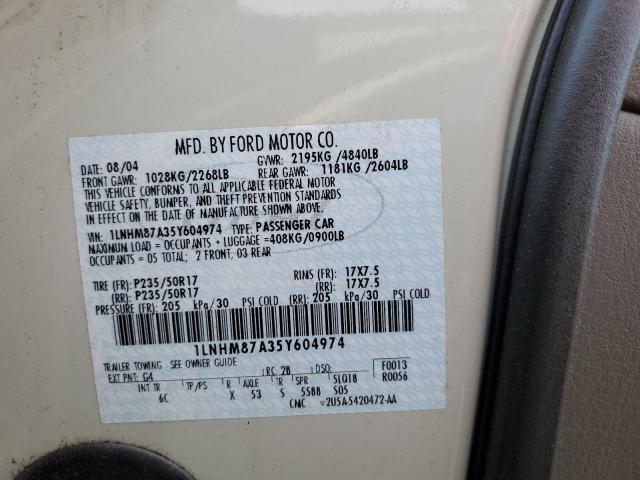 MFD. BY FORD MOTOR CO.
DATE: 08/04 GVWR: 2195KG /4840LB
FRONT GAWR: 1028KG/2268LB REAR GAWR: 1181KG /2604LB
THIS VEHICLE CONFORMS TO ALL APPLICABLE FEDERAL MOTOR
VEHICLE SAFETY, BUMPER, AND THEFT PREVENTION STANDARDS
IN EFFECT ON THE DATE OF MANUFACTURE SHOWN ABOVE.
VIN: 1LNHM87A35Y604974 TYPE: PASSENGER CAR
MAXIMUM LOAD = OCCUPANTS + LUGGAGE =408KG/0900LB
OCCUPANTS = 05 TOTAL; 2 FRONT, 03 REAR
TIRE (FR): P235/50R17 RIMS (FR): 17X7.5
(RR): P235/50R17 (RR): 17X7.5
PRESSURE (FR): 205 kPa/30 PSI COLD (RR): 205 kPa/30 PSI COLD
1LNHM87A35Y604974
TRAILER TOWING SEE OWNER GUIDE
EXT PNT: G4 RC: 28 DSO: F0013
R0056
INT TR TP/PS R AXLE TR SPR 5LQ18
6C X 53 S 5588 S05
CMC ▽2U5A-5420472-AA